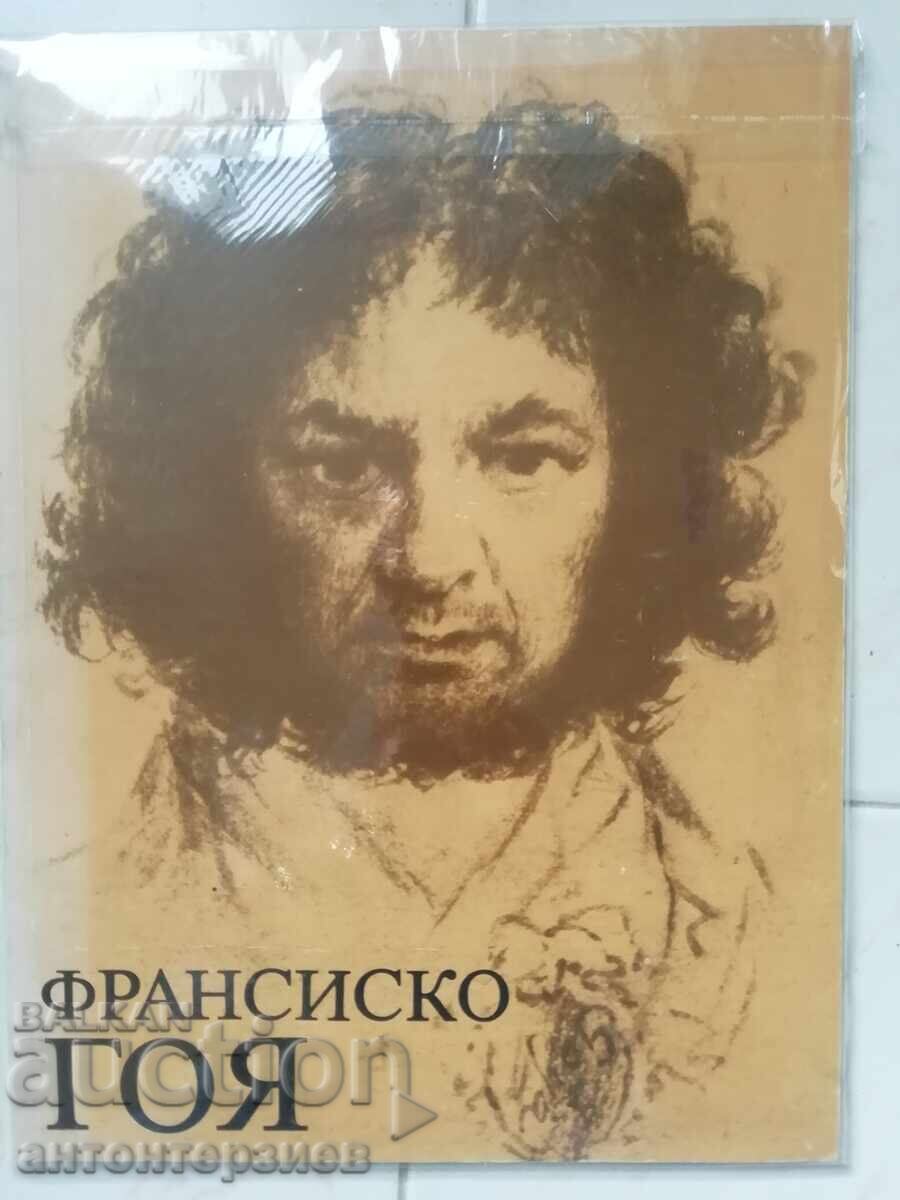 ФРАНСИСКО
ГОЯ
BALKAN
auction
антонтерзиев